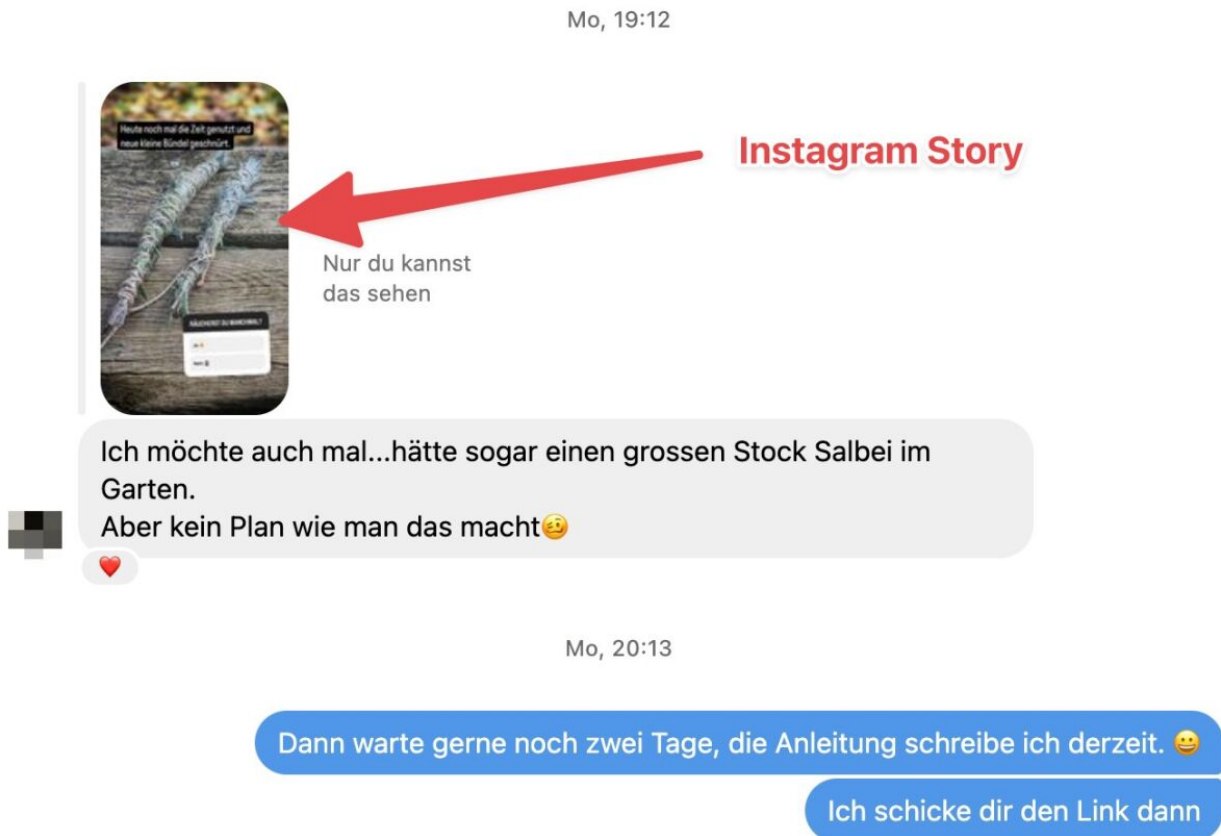 Mo, 19:12
Heute noch mal die Zeit genutzt und
neue kleine Bündel geschnürt.
Instagram Story
Nur du kannst
das sehen
RÄUCHERST DU MANCHMAL?
Ich möchte auch mal...hätte sogar einen grossen Stock Salbei im
Garten.
Aber kein Plan wie man das macht🥴
❤️
Mo, 20:13
Dann warte gerne noch zwei Tage, die Anleitung schreibe ich derzeit. 😀
Ich schicke dir den Link dann